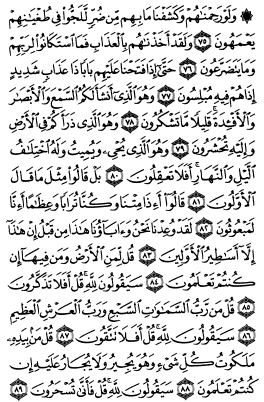 ۞ وَلَوْ رَحِمْنَٰهُمْ وَكَشَفْنَا مَا بِهِم مِّن ضُرٍّ لَّلَجُّوا۟ فِى طُغْيَٰنِهِمْ
يَعْمَهُونَ ٧٥ وَلَقَدْ أَخَذْنَٰهُم بِٱلْعَذَابِ فَمَا ٱسْتَكَانُوا۟ لِرَبِّهِمْ
وَمَا يَتَضَرَّعُونَ ٧٦ حَتَّىٰٓ إِذَا فَتَحْنَا عَلَيْهِم بَابًا ذَا عَذَابٍ شَدِيدٍ
إِذَا هُمْ فِيهِ مُبْلِسُونَ ٧٧ وَهُوَ ٱلَّذِىٓ أَنشَأَ لَكُمُ ٱلسَّمْعَ وَٱلْأَبْصَٰرَ
وَٱلْأَفْـِٔدَةَ ۚ قَلِيلًا مَّا تَشْكُرُونَ ٧٨ وَهُوَ ٱلَّذِى ذَرَأَكُمْ فِى ٱلْأَرْضِ
وَإِلَيْهِ تُحْشَرُونَ ٧٩ وَهُوَ ٱلَّذِى يُحْىِۦ وَيُمِيتُ وَلَهُ ٱخْتِلَٰفُ
ٱلَّيْلِ وَٱلنَّهَارِ ۚ أَفَلَا تَعْقِلُونَ ٨٠ بَلْ قَالُوا۟ مِثْلَ مَا قَالَ
ٱلْأَوَّلُونَ ٨١ قَالُوٓا۟ أَءِذَا مِتْنَا وَكُنَّا تُرَابًا وَعِظَٰمًا أَءِنَّا
لَمَبْعُوثُونَ ٨٢ لَقَدْ وُعِدْنَا نَحْنُ وَءَابَآؤُنَا هَٰذَا مِن قَبْلُ إِنْ هَٰذَآ
إِلَّآ أَسَٰطِيرُ ٱلْأَوَّلِينَ ٨٣ قُل لِّمَنِ ٱلْأَرْضُ وَمَن فِيهَآ إِن
كُنتُمْ تَعْلَمُونَ ٨٤ سَيَقُولُونَ لِلَّهِ ۚ قُلْ أَفَلَا تَذَكَّرُونَ
٨٥ قُلْ مَن رَّبُّ ٱلسَّمَٰوَٰتِ ٱلسَّبْعِ وَرَبُّ ٱلْعَرْشِ ٱلْعَظِيمِ
٨٦ سَيَقُولُونَ لِلَّهِ ۚ قُلْ أَفَلَا تَتَّقُونَ ٨٧ قُلْ مَنۢ بِيَدِهِۦ
مَلَكُوتُ كُلِّ شَىْءٍ وَهُوَ يُجِيرُ وَلَا يُجَارُ عَلَيْهِ إِن
كُنتُمْ تَعْلَمُونَ ٨٨ سَيَقُولُونَ لِلَّهِ ۚ قُلْ فَأَنَّىٰ تُسْحَرُونَ ٨٩